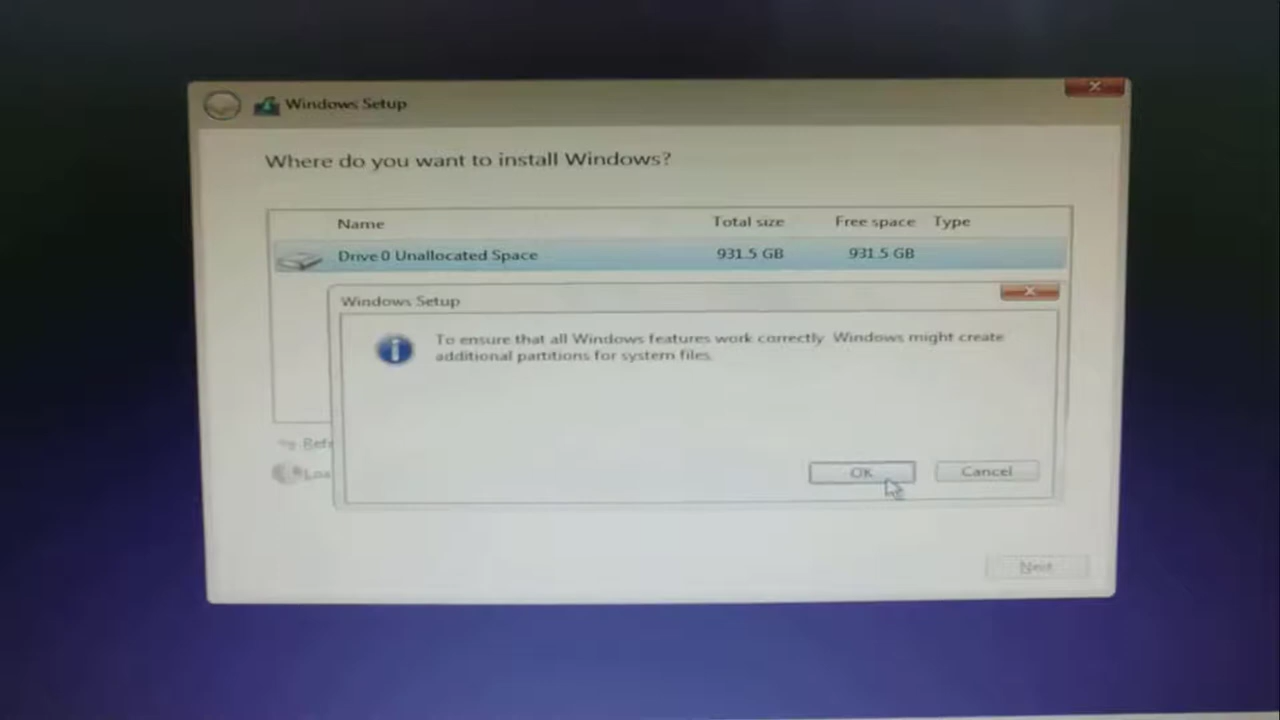 Windows Setup
Where do you want to install Windows?
Name Total size Free space Type
Drive 0 Unallocated Space 931.5 GB 931.5 GB
Windows Setup
To ensure that all Windows features work correctly Windows might create
additional partitions for system files.
OK Cancel
Next